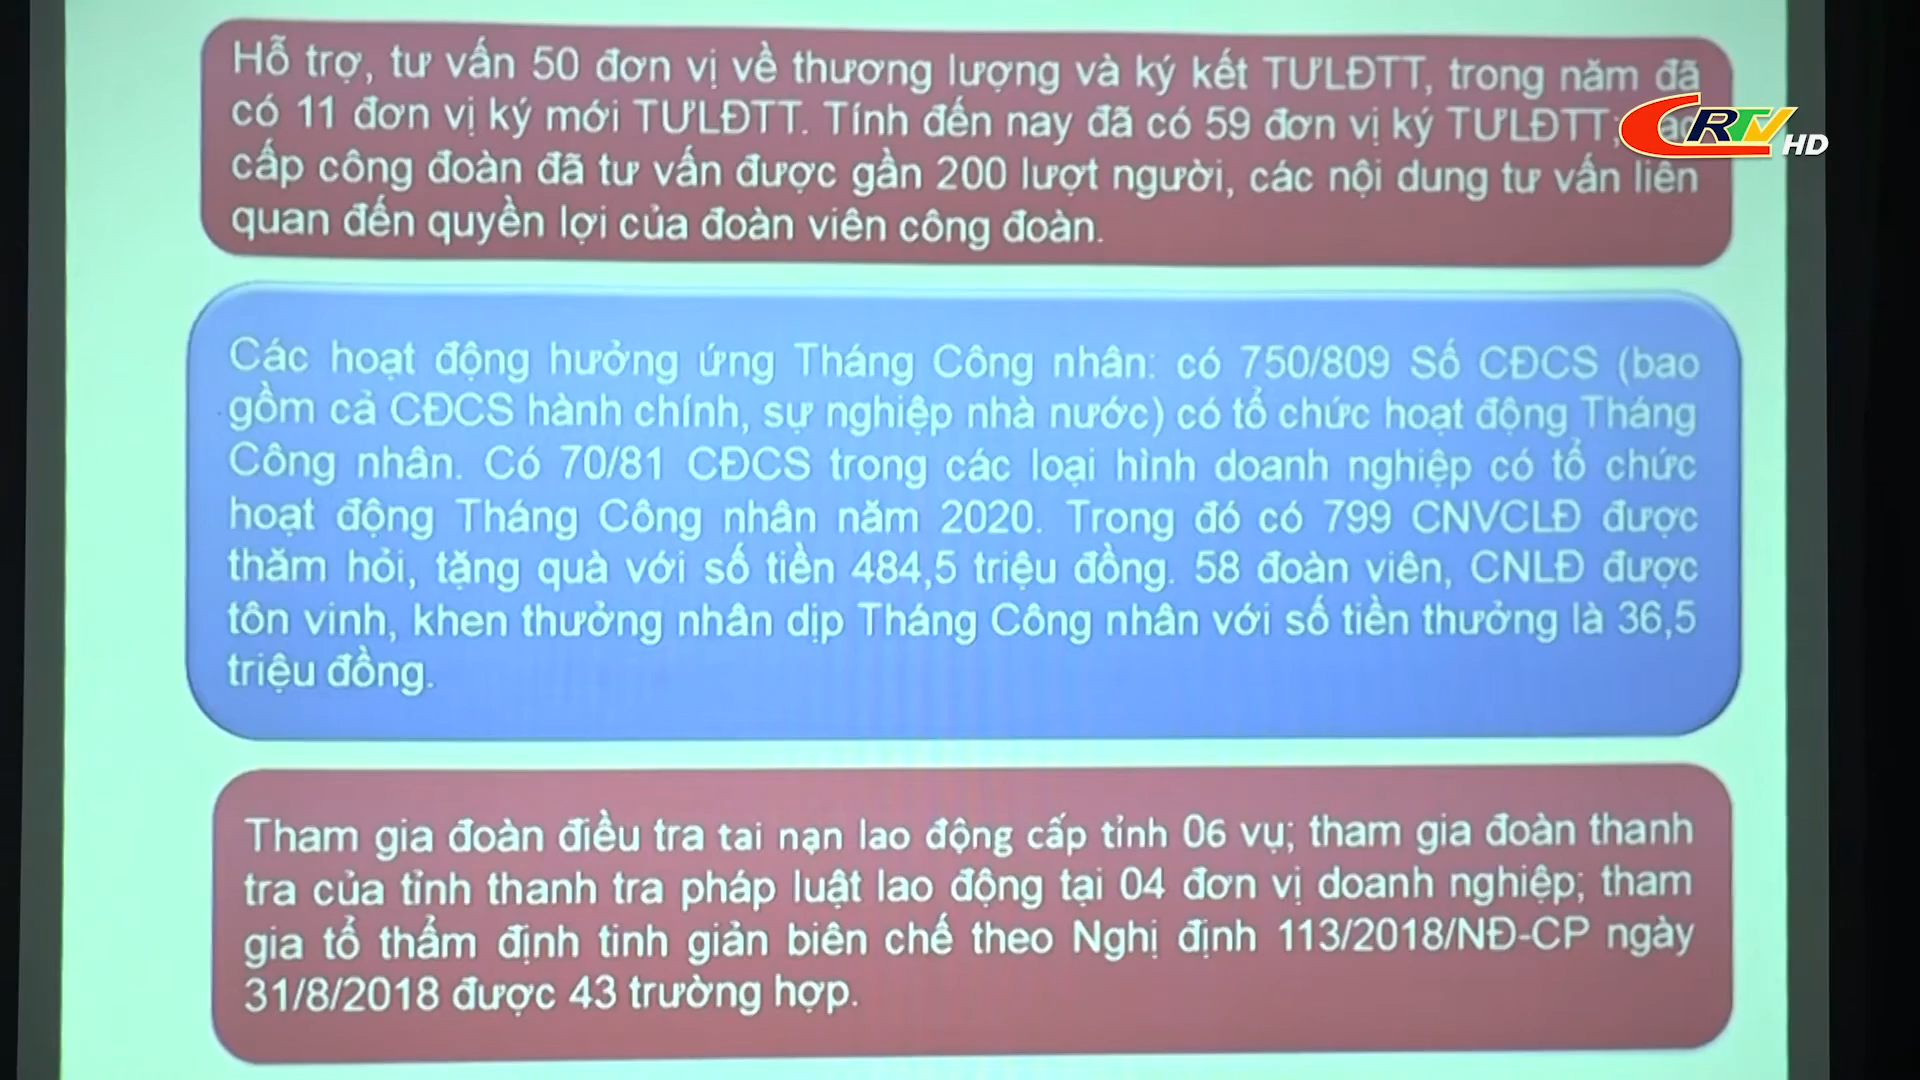 Hỗ trợ, tư vấn 50 đơn vị về thương lượng và ký kết TƯLĐTT, trong năm đã
có 11 đơn vị ký mới TƯLĐTT. Tính đến nay đã có 59 đơn vị ký TƯLĐTT;
CRTV HD
cấp công đoàn đã tư vấn được gần 200 lượt người, các nội dung tư vấn liên
quan đến quyền lợi của đoàn viên công đoàn.
Các hoạt động hưởng ứng Tháng Công nhân: có 750/809 Số CĐCS (bao
gồm cả CĐCS hành chính, sự nghiệp nhà nước) có tổ chức hoạt động Tháng
Công nhân. Có 70/81 CĐCS trong các loại hình doanh nghiệp có tổ chức
hoạt động Tháng Công nhân năm 2020. Trong đó có 799 CNVCLĐ được
thăm hỏi, tặng quà với số tiền 484,5 triệu đồng. 58 đoàn viên, CNLĐ được
tôn vinh, khen thưởng nhân dịp Tháng Công nhân với số tiền thưởng là 36,5
triệu đồng.
Tham gia đoàn điều tra tai nạn lao động cấp tỉnh 06 vụ; tham gia đoàn thanh
tra của tỉnh thanh tra pháp luật lao động tại 04 đơn vị doanh nghiệp; tham
gia tổ thẩm định tinh giản biên chế theo Nghị định 113/2018/NĐ-CP ngày
31/8/2018 được 43 trường hợp.